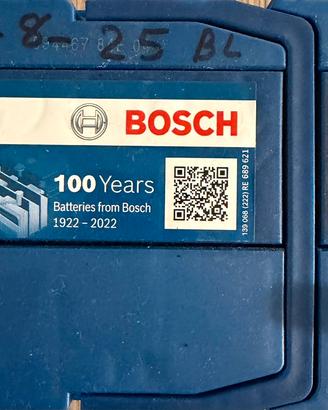 8-25 BL
BOSCH
100 Years
Batteries from Bosch
1922 – 2022
139 068 (222) RE 689 621